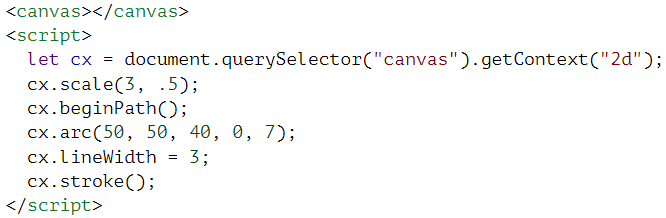 <canvas></canvas>
<script>
  let cx = document.querySelector("canvas").getContext("2d");
  cx.scale(3, .5);
  cx.beginPath();
  cx.arc(50, 50, 40, 0, 7);
  cx.lineWidth = 3;
  cx.stroke();
</script>